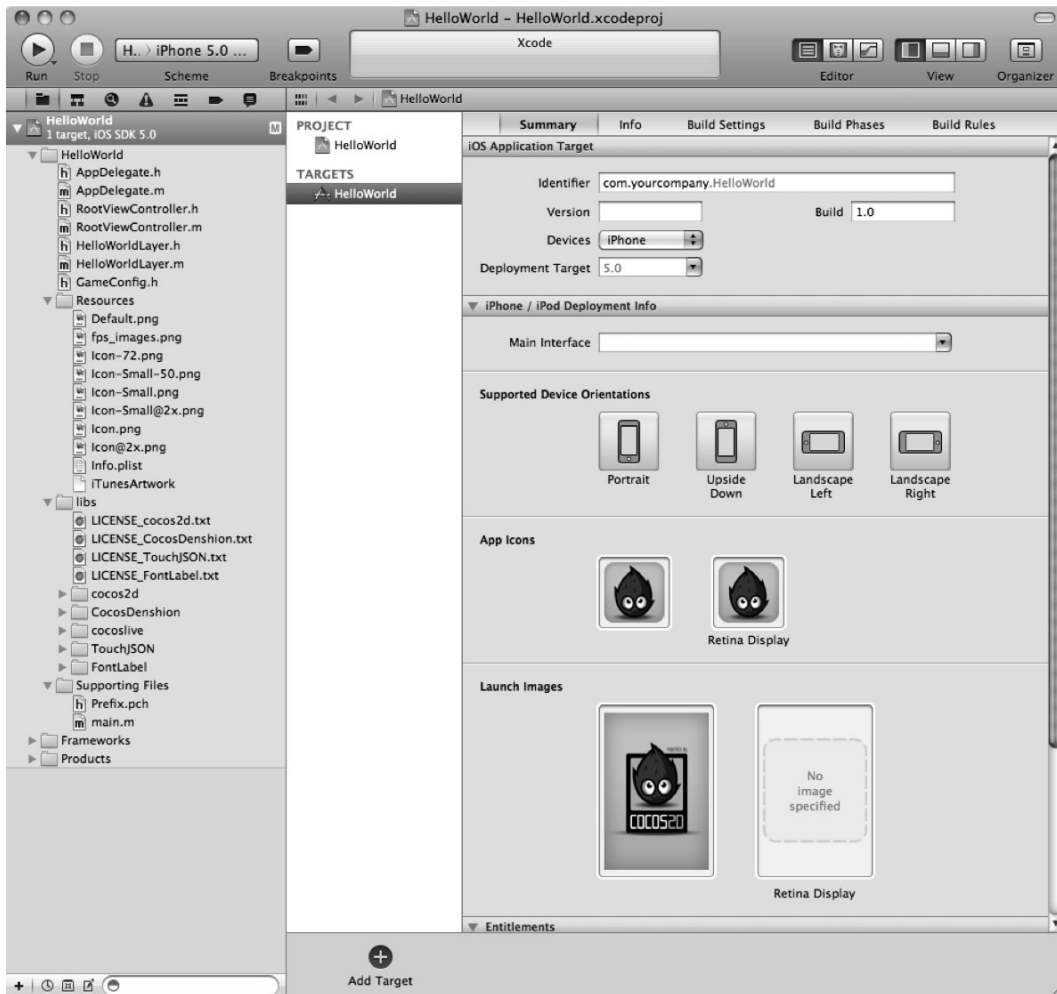 HelloWorld – HelloWorld.xcodeproj
Xcode
H.. › iPhone 5.0 ...
Run Stop Scheme Breakpoints Editor View Organizer
HelloWorld
HelloWorld
1 target, iOS SDK 5.0
M
HelloWorld
AppDelegate.h
AppDelegate.m
RootViewController.h
RootViewController.m
HelloWorldLayer.h
HelloWorldLayer.m
GameConfig.h
Resources
Default.png
fps_images.png
Icon-72.png
Icon-Small-50.png
Icon-Small.png
Icon-Small@2x.png
Icon.png
Icon@2x.png
Info.plist
iTunesArtwork
libs
LICENSE_cocos2d.txt
LICENSE_CocosDenshion.txt
LICENSE_TouchJSON.txt
LICENSE_FontLabel.txt
cocos2d
CocosDenshion
cocoslive
TouchJSON
FontLabel
Supporting Files
Prefix.pch
main.m
Frameworks
Products
PROJECT
HelloWorld
TARGETS
HelloWorld
Summary Info Build Settings Build Phases Build Rules
iOS Application Target
Identifier com.yourcompany.HelloWorld
Version Build 1.0
Devices iPhone
Deployment Target 5.0
iPhone / iPod Deployment Info
Main Interface
Supported Device Orientations
Portrait Upside Landscape Landscape
Down Left Right
App Icons
Retina Display
Launch Images
COCOS2D
No
image
specified
Retina Display
Entitlements
Add Target